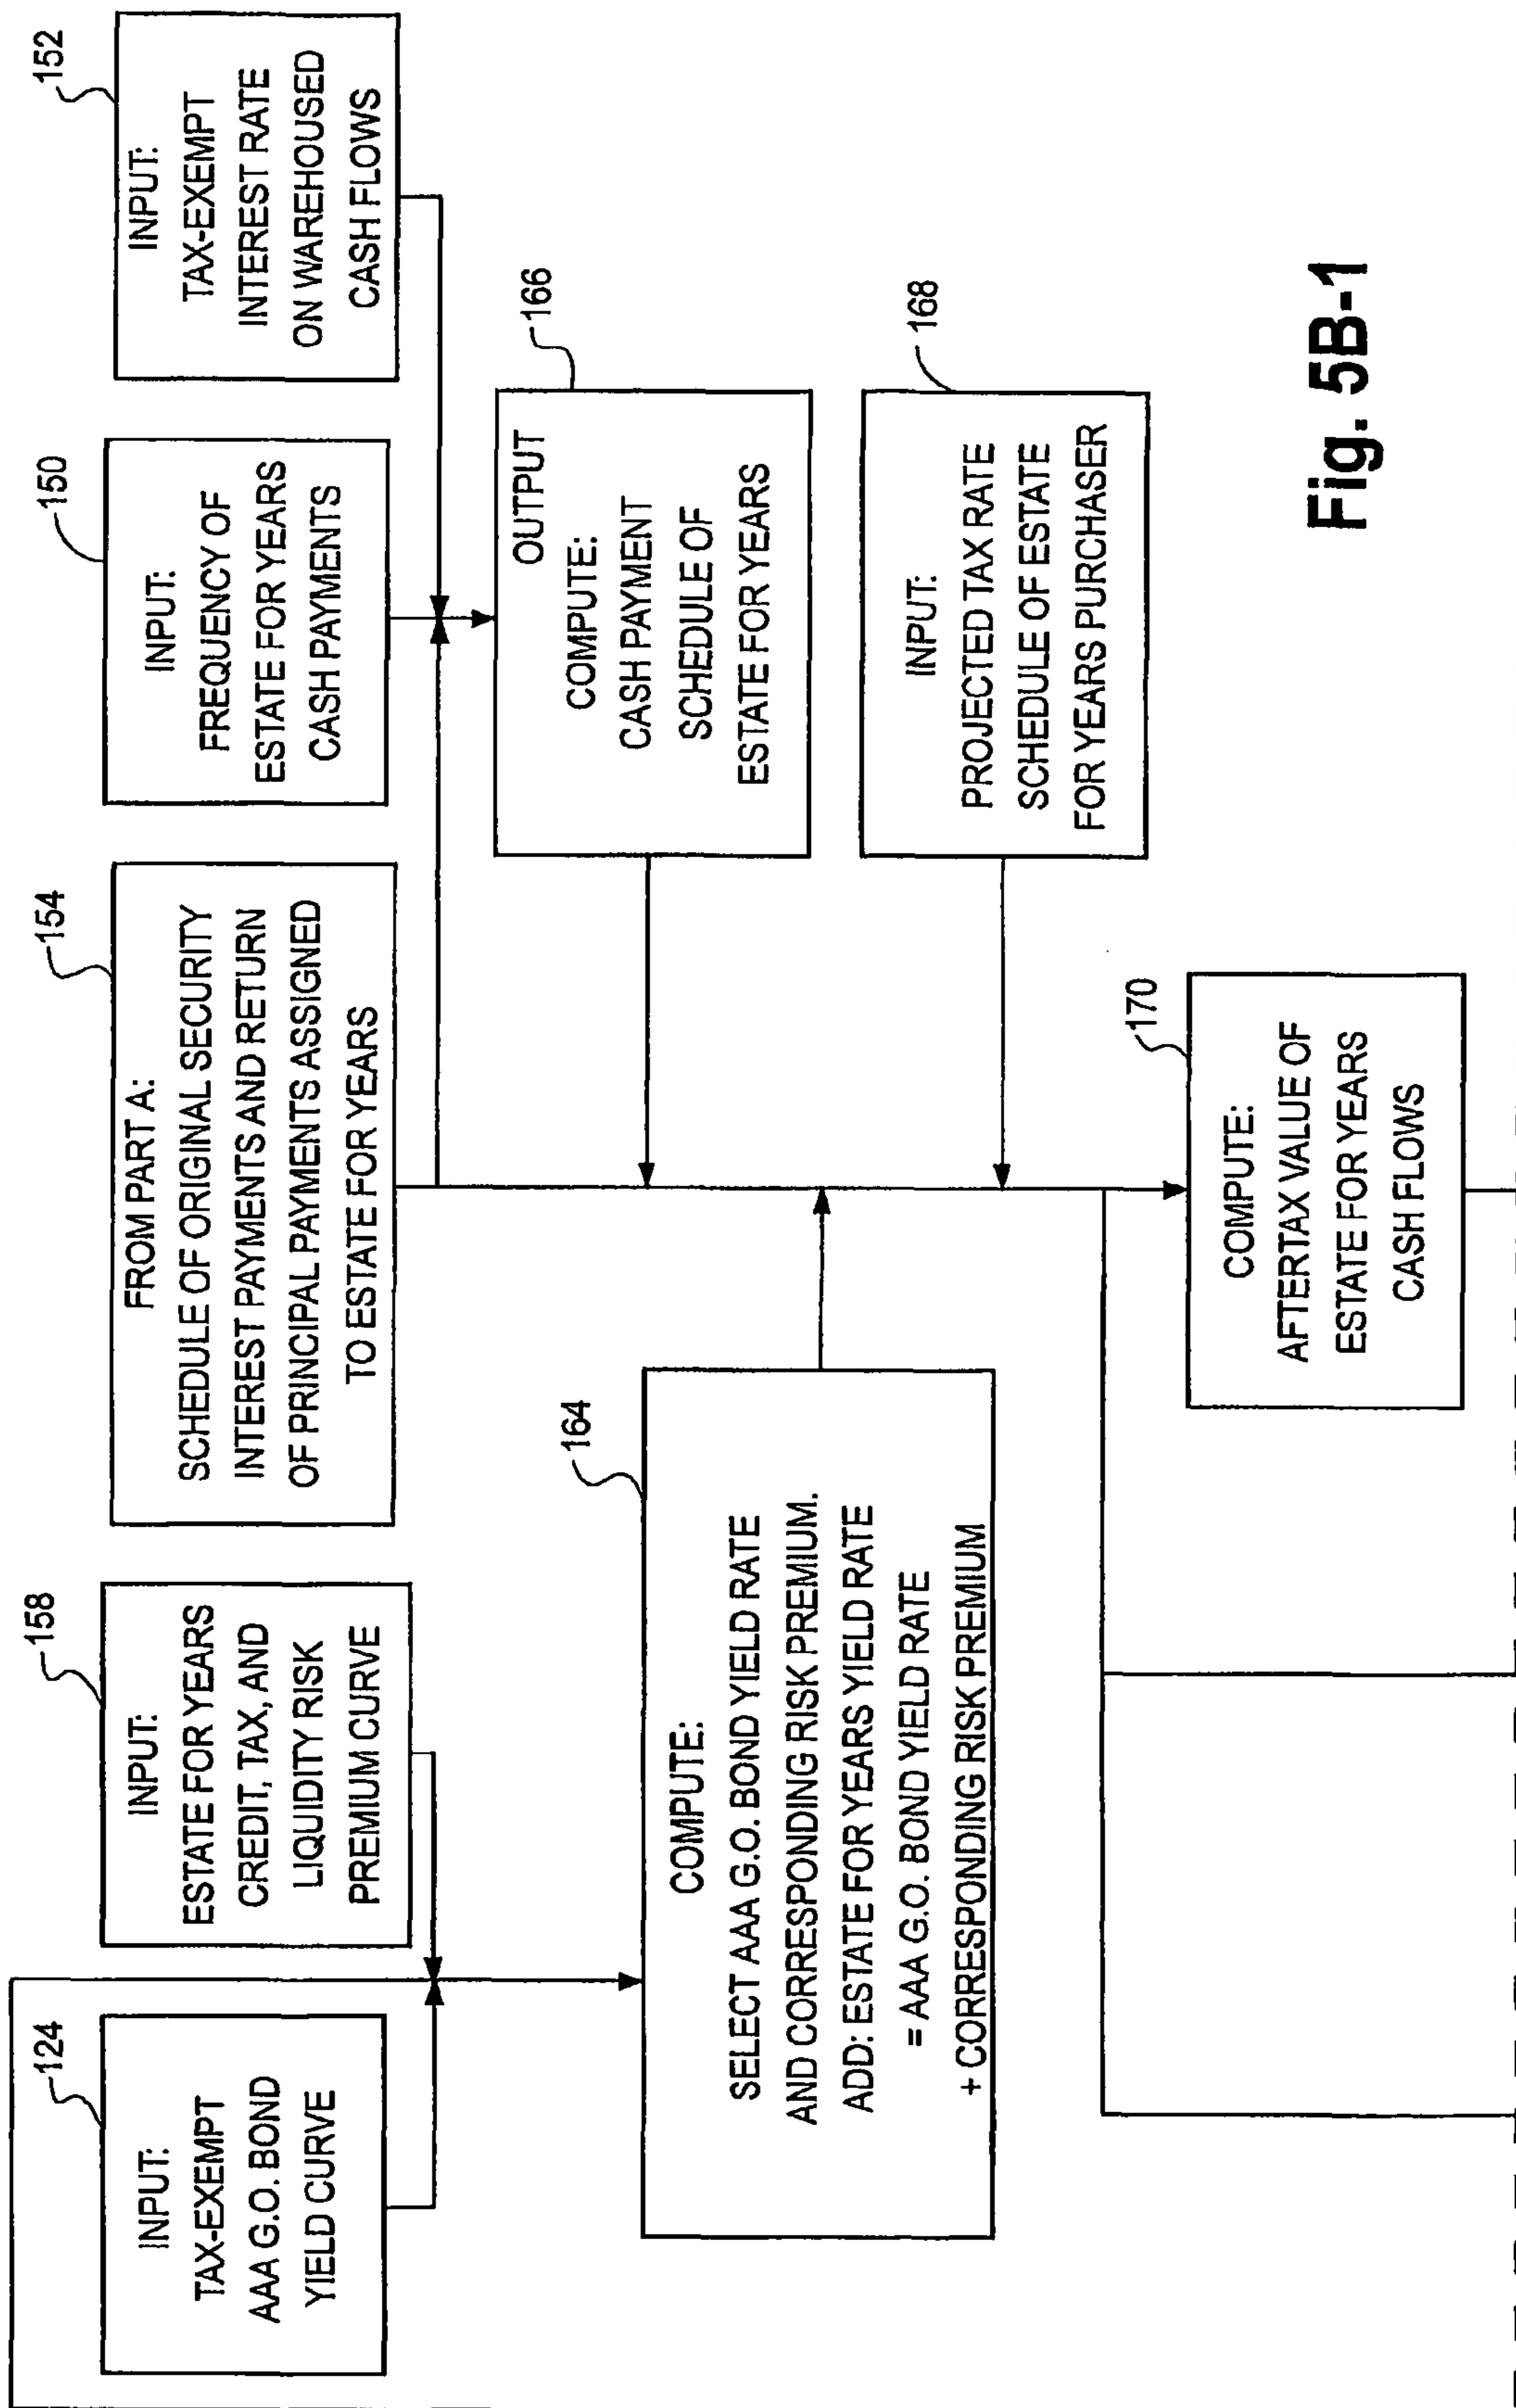 124
INPUT:
TAX-EXEMPT
AAA G.O. BOND
YIELD CURVE
158
INPUT:
ESTATE FOR YEARS
CREDIT, TAX, AND
LIQUIDITY RISK
PREMIUM CURVE
154
FROM PART A:
SCHEDULE OF ORIGINAL SECURITY
INTEREST PAYMENTS AND RETURN
OF PRINCIPAL PAYMENTS ASSIGNED
TO ESTATE FOR YEARS
150
INPUT:
FREQUENCY OF
ESTATE FOR YEARS
CASH PAYMENTS
152
INPUT:
TAX-EXEMPT
INTEREST RATE
ON WAREHOUSED
CASH FLOWS
164
COMPUTE:
SELECT AAA G.O. BOND YIELD RATE
AND CORRESPONDING RISK PREMIUM.
ADD: ESTATE FOR YEARS YIELD RATE
= AAA G.O. BOND YIELD RATE
+ CORRESPONDING RISK PREMIUM
166
OUTPUT
COMPUTE:
CASH PAYMENT
SCHEDULE OF
ESTATE FOR YEARS
168
INPUT:
PROJECTED TAX RATE
SCHEDULE OF ESTATE
FOR YEARS PURCHASER
170
COMPUTE:
AFTERTAX VALUE OF
ESTATE FOR YEARS
CASH FLOWS
Fig. 5B-1